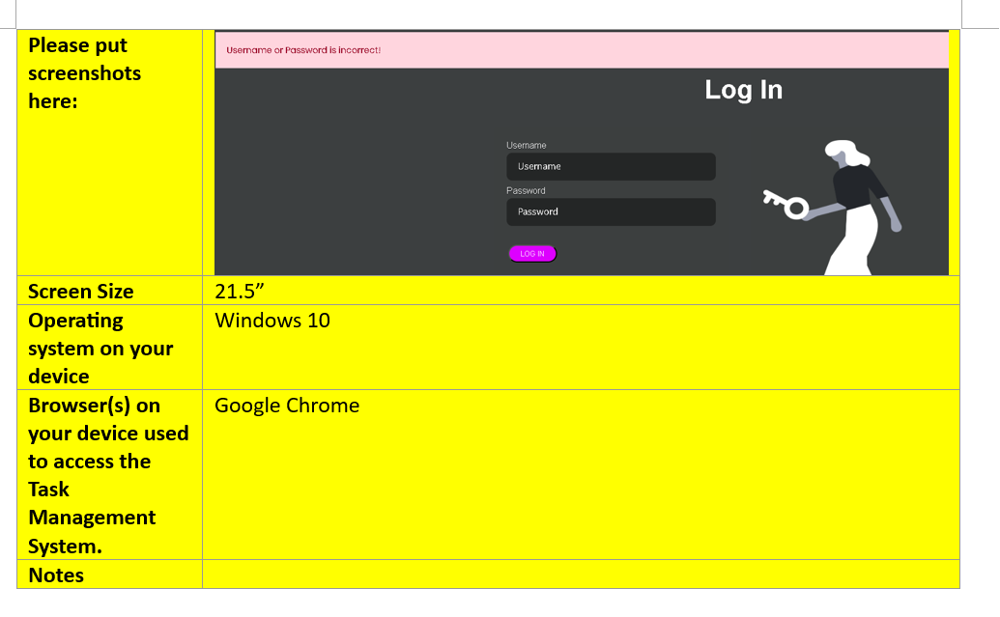 Please put
screenshots
here:
Username or Password is incorrect!
Log In
Username
Username
Password
Password
LOG IN
Screen Size
21.5”
Operating
system on your
device
Windows 10
Browser(s) on
your device used
to access the
Task
Management
System.
Google Chrome
Notes